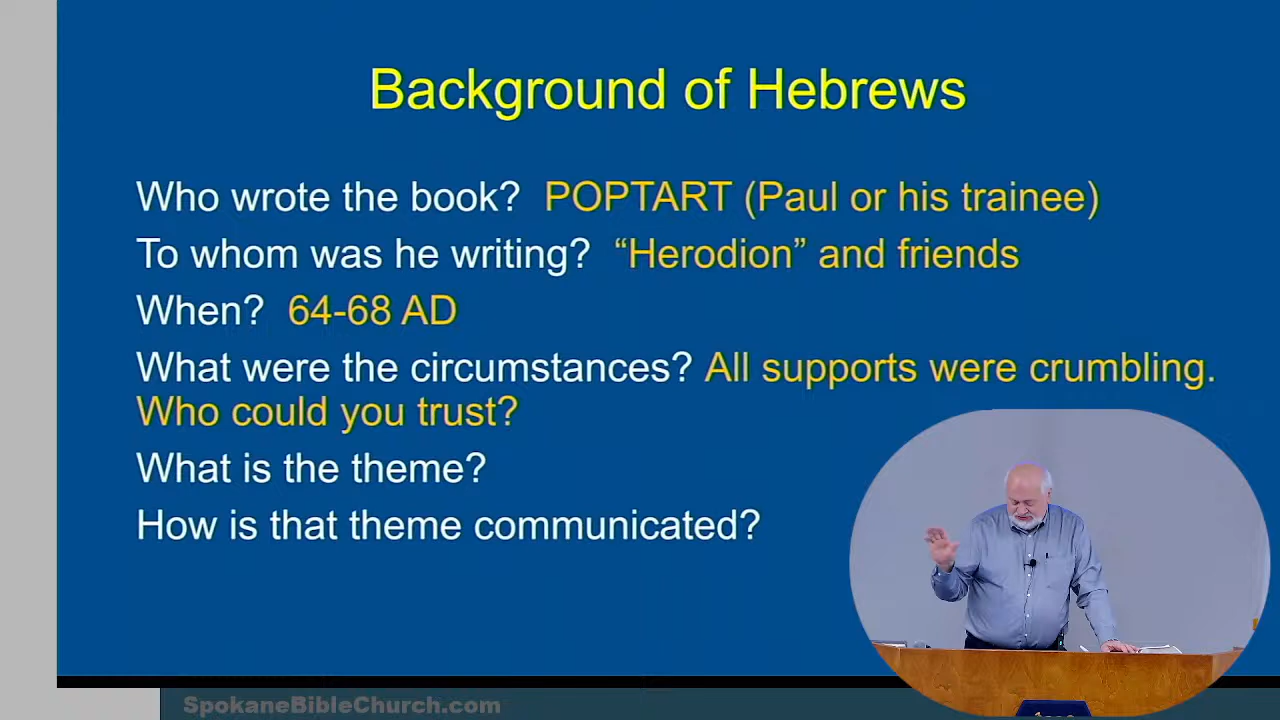 Background of Hebrews
Who wrote the book? POPTART (Paul or his trainee)
To whom was he writing? “Herodion” and friends
When? 64-68 AD
What were the circumstances? All supports were crumbling.
Who could you trust?
What is the theme?
How is that theme communicated?
SpokaneBibleChurch.com